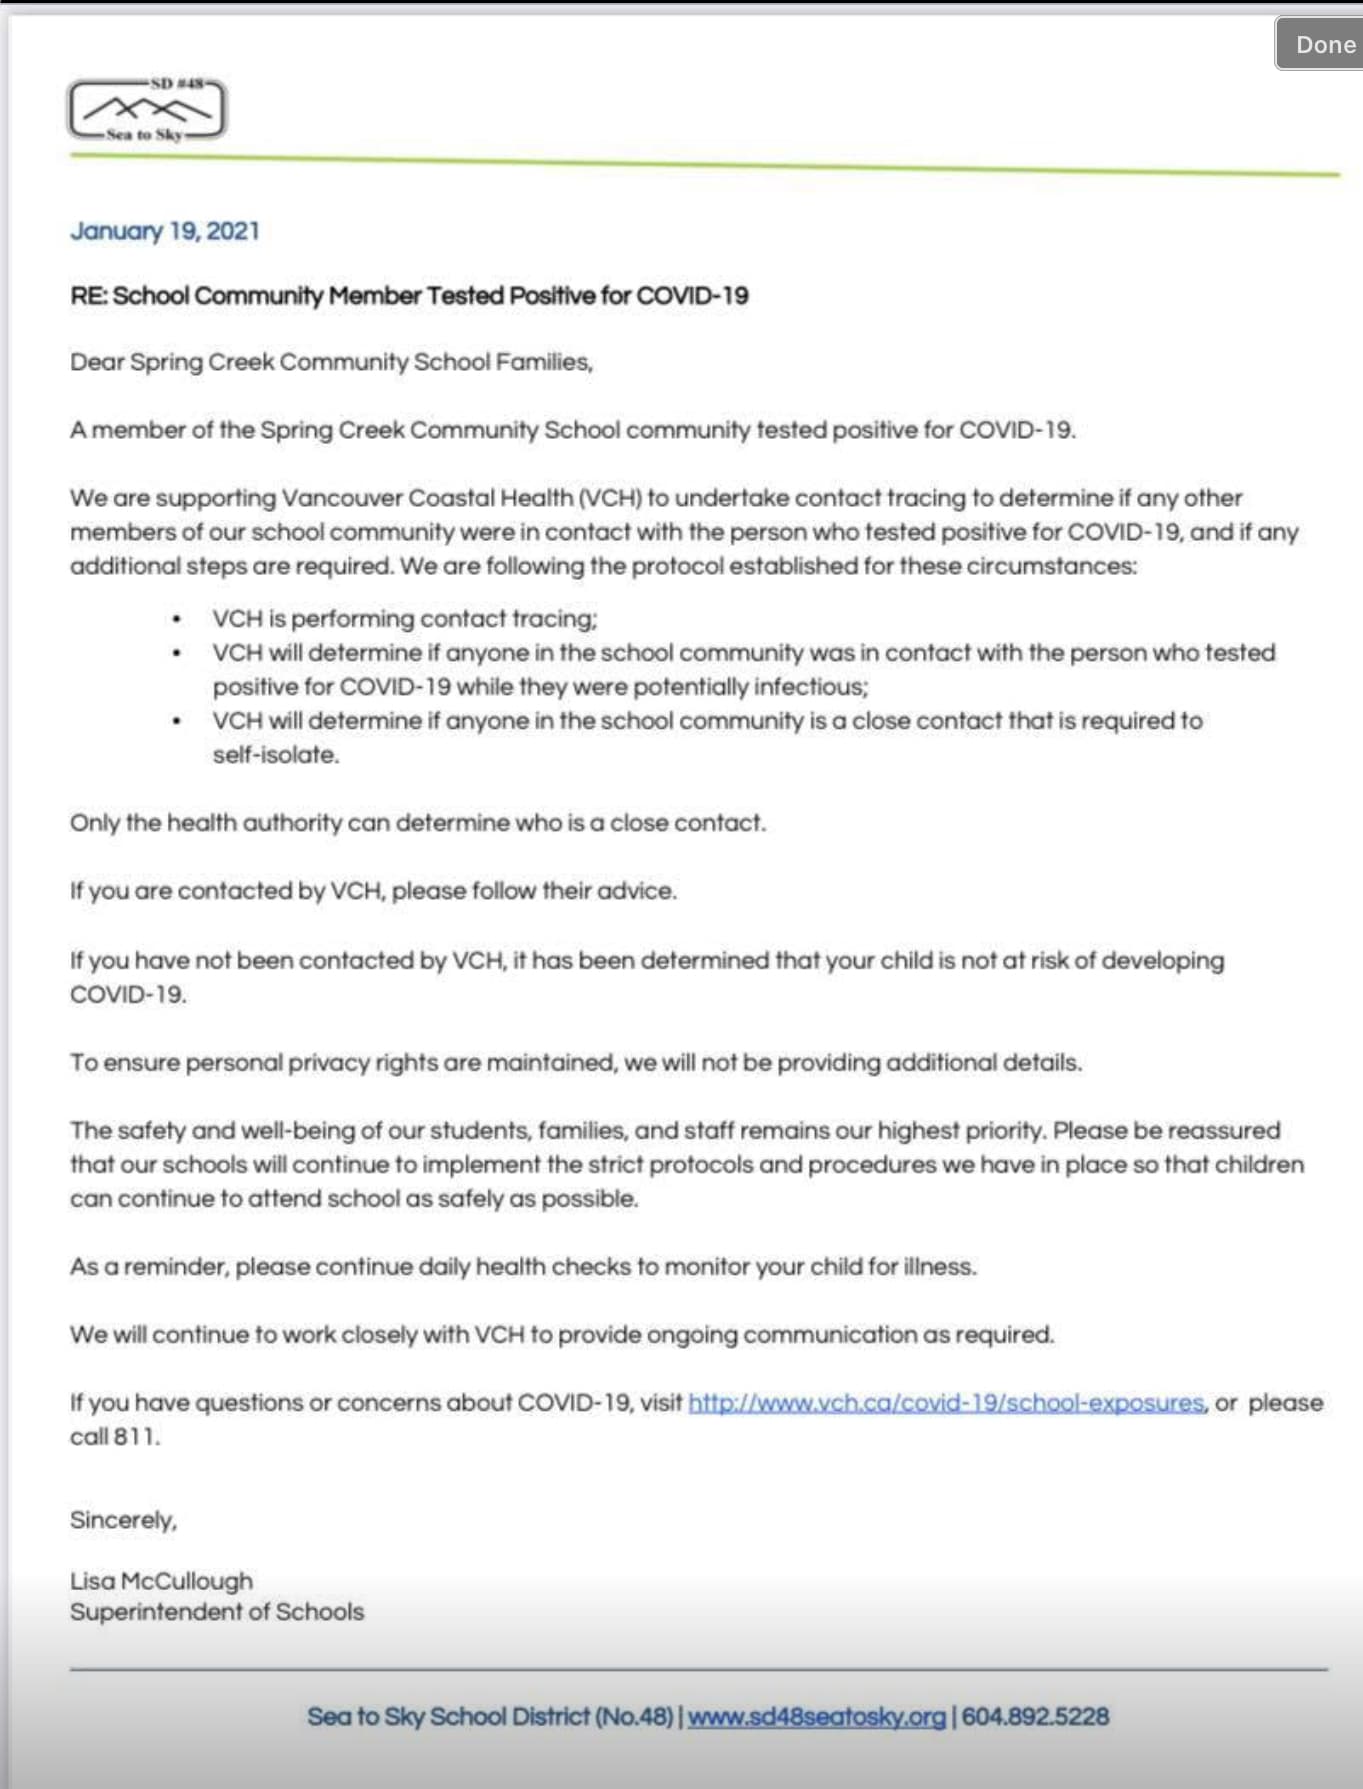 Done
SD #48
Sea to Sky
January 19, 2021
RE: School Community Member Tested Positive for COVID-19
Dear Spring Creek Community School Families,
A member of the Spring Creek Community School community tested positive for COVID-19.
We are supporting Vancouver Coastal Health (VCH) to undertake contact tracing to determine if any other
members of our school community were in contact with the person who tested positive for COVID-19, and if any
additional steps are required. We are following the protocol established for these circumstances:
• VCH is performing contact tracing;
• VCH will determine if anyone in the school community was in contact with the person who tested
positive for COVID-19 while they were potentially infectious;
• VCH will determine if anyone in the school community is a close contact that is required to
self-isolate.
Only the health authority can determine who is a close contact.
If you are contacted by VCH, please follow their advice.
If you have not been contacted by VCH, it has been determined that your child is not at risk of developing
COVID-19.
To ensure personal privacy rights are maintained, we will not be providing additional details.
The safety and well-being of our students, families, and staff remains our highest priority. Please be reassured
that our schools will continue to implement the strict protocols and procedures we have in place so that children
can continue to attend school as safely as possible.
As a reminder, please continue daily health checks to monitor your child for illness.
We will continue to work closely with VCH to provide ongoing communication as required.
If you have questions or concerns about COVID-19, visit http://www.vch.ca/covid-19/school-exposures, or please
call 811.
Sincerely,
Lisa McCullough
Superintendent of Schools
Sea to Sky School District (No.48) | www.sd48seatosky.org | 604.892.5228